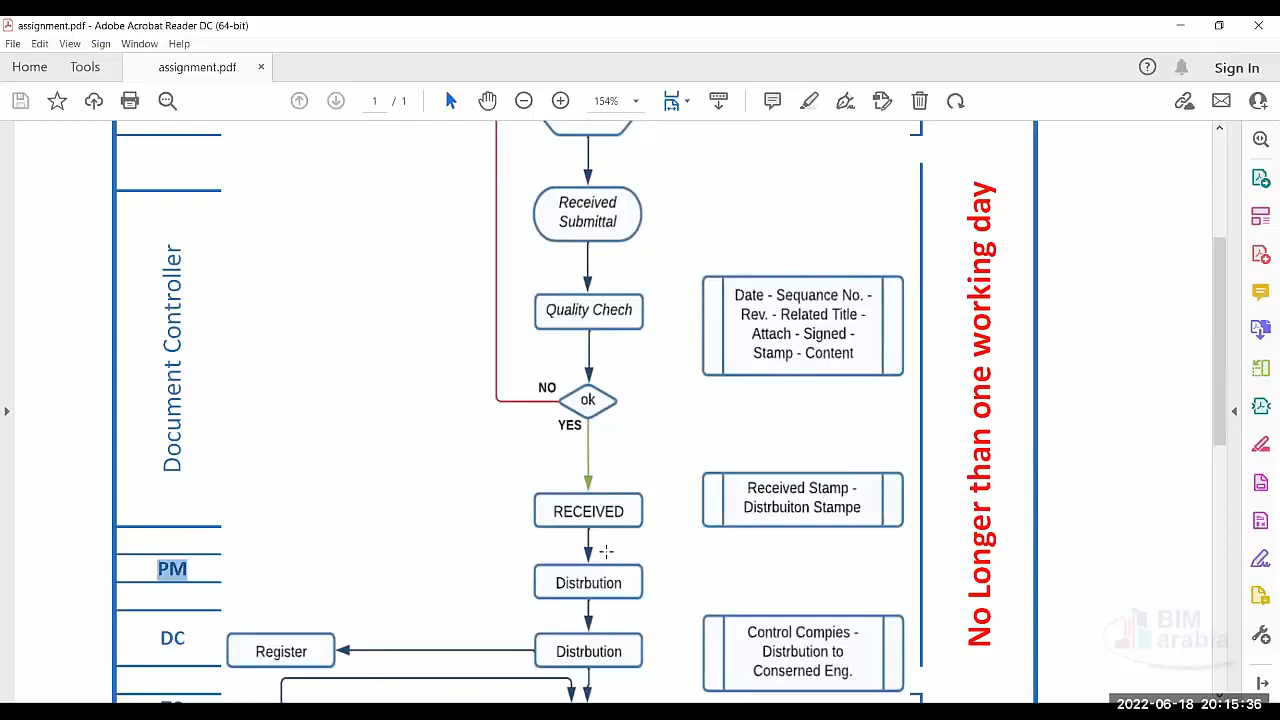 assignment.pdf - Adobe Acrobat Reader DC (64-bit)
File Edit View Sign Window Help
Home Tools assignment.pdf × Sign In
1 / 1 154%
Received
Submittal
Quality Chech
Date - Sequance No. -
Rev. - Related Title -
Attach - Signed -
Stamp - Content
NO
ok
YES
Document Controller
No Longer than one working day
RECEIVED
Received Stamp -
Distrbuiton Stampe
PM
Distrbution
DC
Register
Distrbution
Control Compies -
Distrbution to
Conserned Eng.
BIM
arabia
2022-06-18 20:15:36